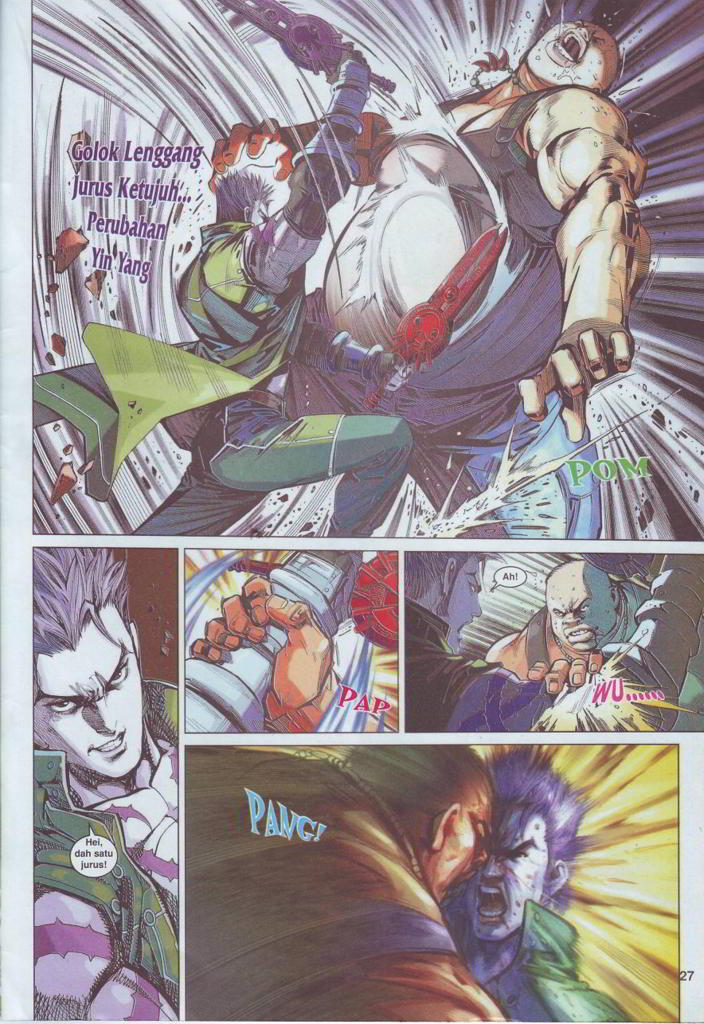 Golok Lenggang
Jurus Ketujuh...
Perubahan
Yin Yang
POM
Hei,
dah satu
jurus!
PAP
Ah!
WU......
PANG!
27